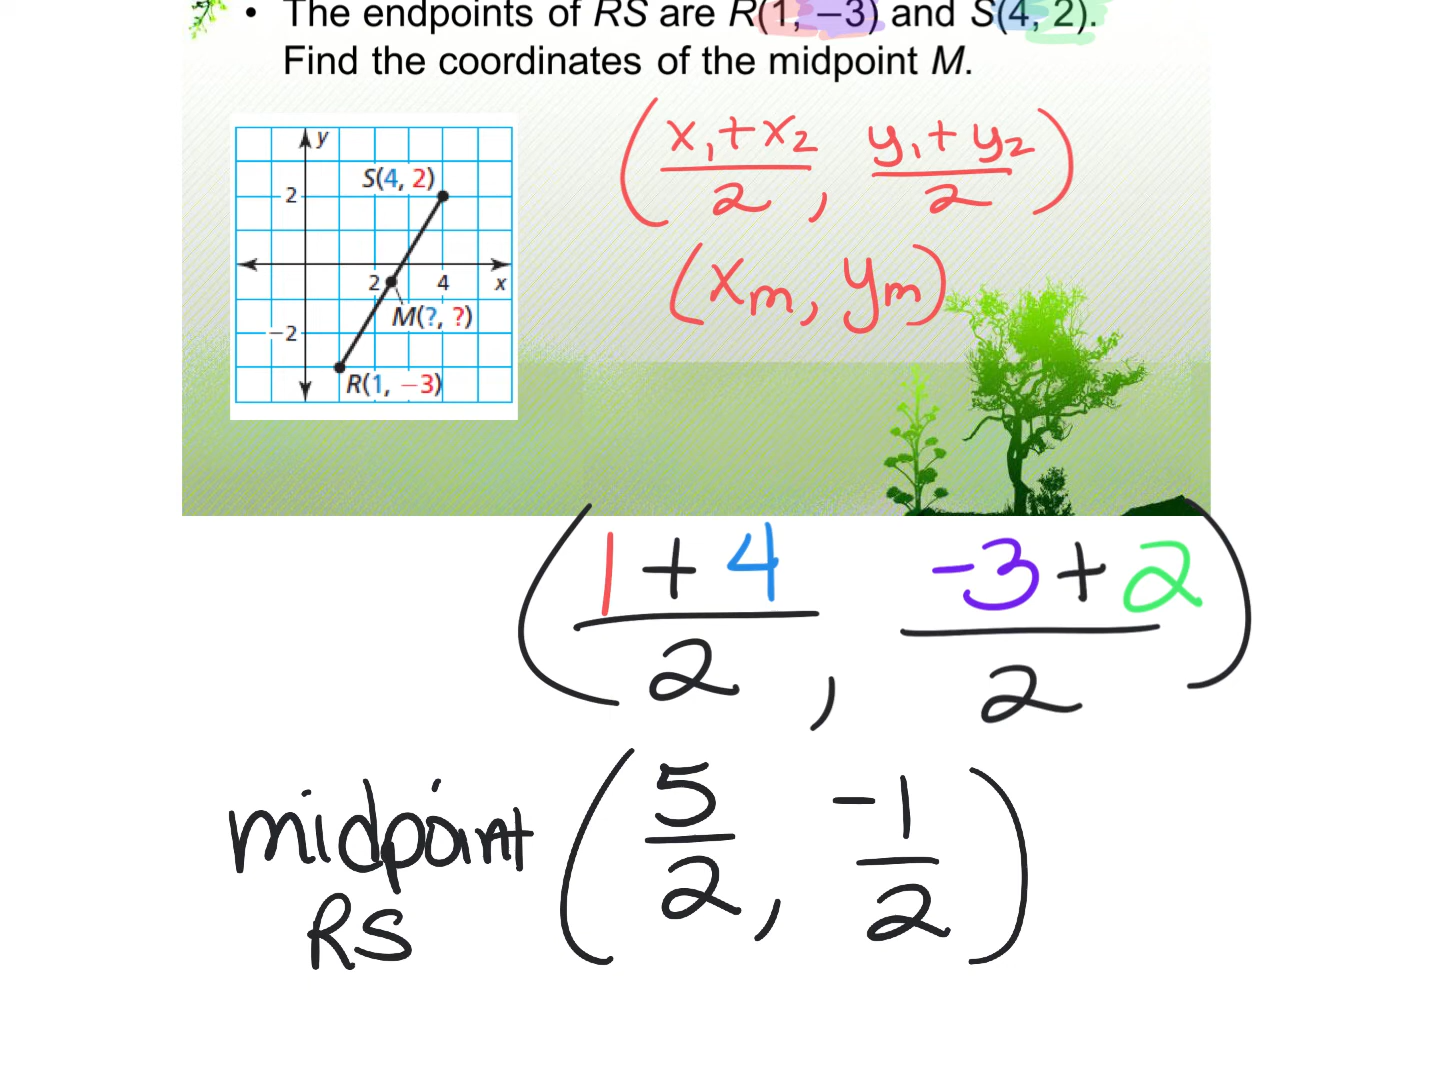 • The endpoints of RS are R(1, −3) and S(4, 2).
Find the coordinates of the midpoint M.
(x₁+x₂/2, y₁+y₂/2)
(xm, ym)
y
S(4, 2)
2
2 4 x
M(?, ?)
−2
R(1, −3)
(1+4/2, -3+2/2)
midpoint (5/2, -1/2)
RS